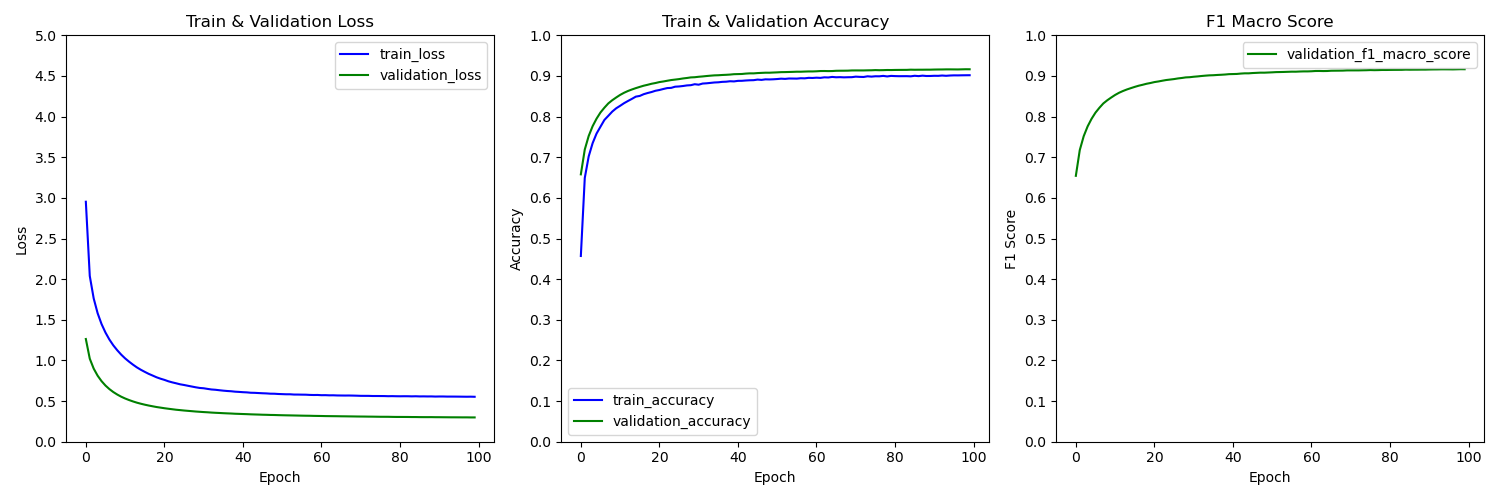 Train & Validation Loss
5.0
4.5
4.0
3.5
3.0
2.5
2.0
1.5
1.0
0.5
0.0
Loss
train_loss
validation_loss
0 20 40 60 80 100
Epoch
Train & Validation Accuracy
1.0
0.9
0.8
0.7
0.6
0.5
0.4
0.3
0.2
0.1
0.0
Accuracy
train_accuracy
validation_accuracy
0 20 40 60 80 100
Epoch
F1 Macro Score
1.0
0.9
0.8
0.7
0.6
0.5
0.4
0.3
0.2
0.1
0.0
F1 Score
validation_f1_macro_score
0 20 40 60 80 100
Epoch